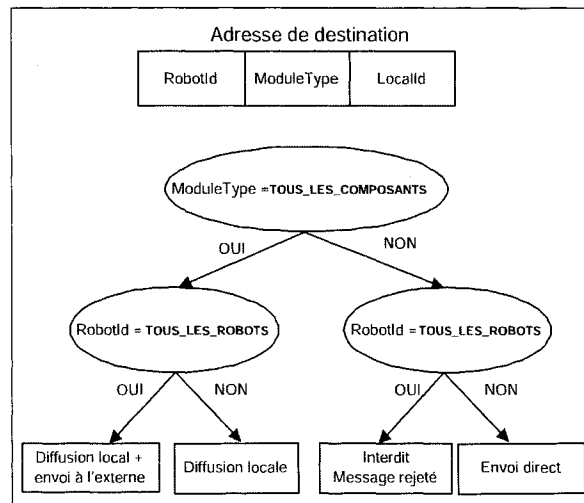 Adresse de destination
RobotId ModuleType LocalId
ModuleType =TOUS_LES_COMPOSANTS
OUI NON
RobotId = TOUS_LES_ROBOTS RobotId = TOUS_LES_ROBOTS
OUI NON OUI NON
Diffusion local +
envoi à l'externe
Diffusion locale
Interdit
Message rejeté
Envoi direct